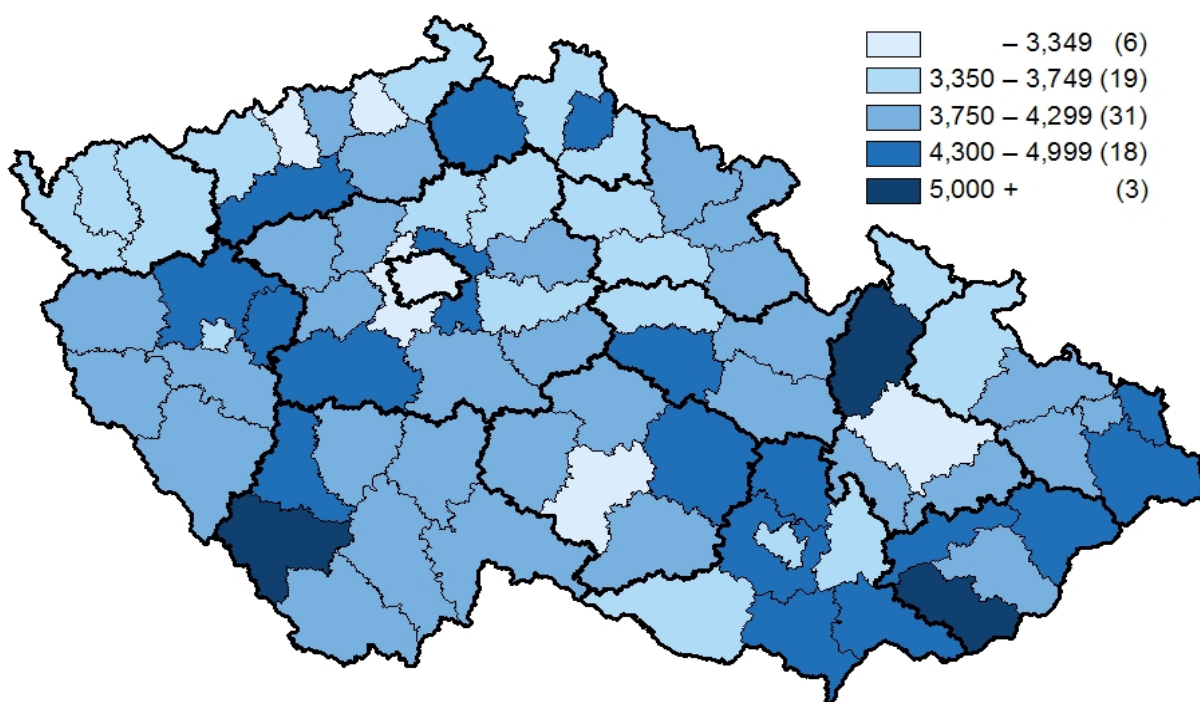 – 3,349 (6)
3,350 – 3,749 (19)
3,750 – 4,299 (31)
4,300 – 4,999 (18)
5,000 + (3)